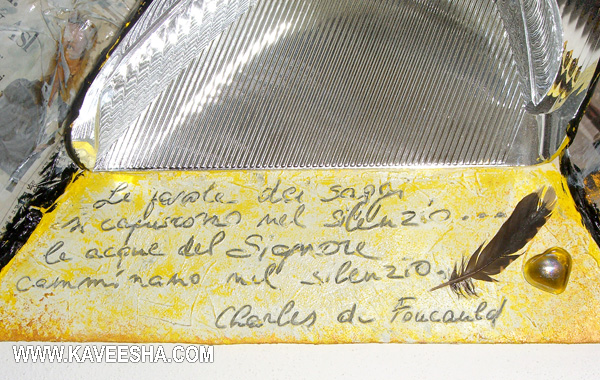 Le parole dei saggi
si capiscono nel silenzio....
le acque del Signore
camminano nel silenzio.
Charles de Foucauld
WWW.KAVEESHA.COM